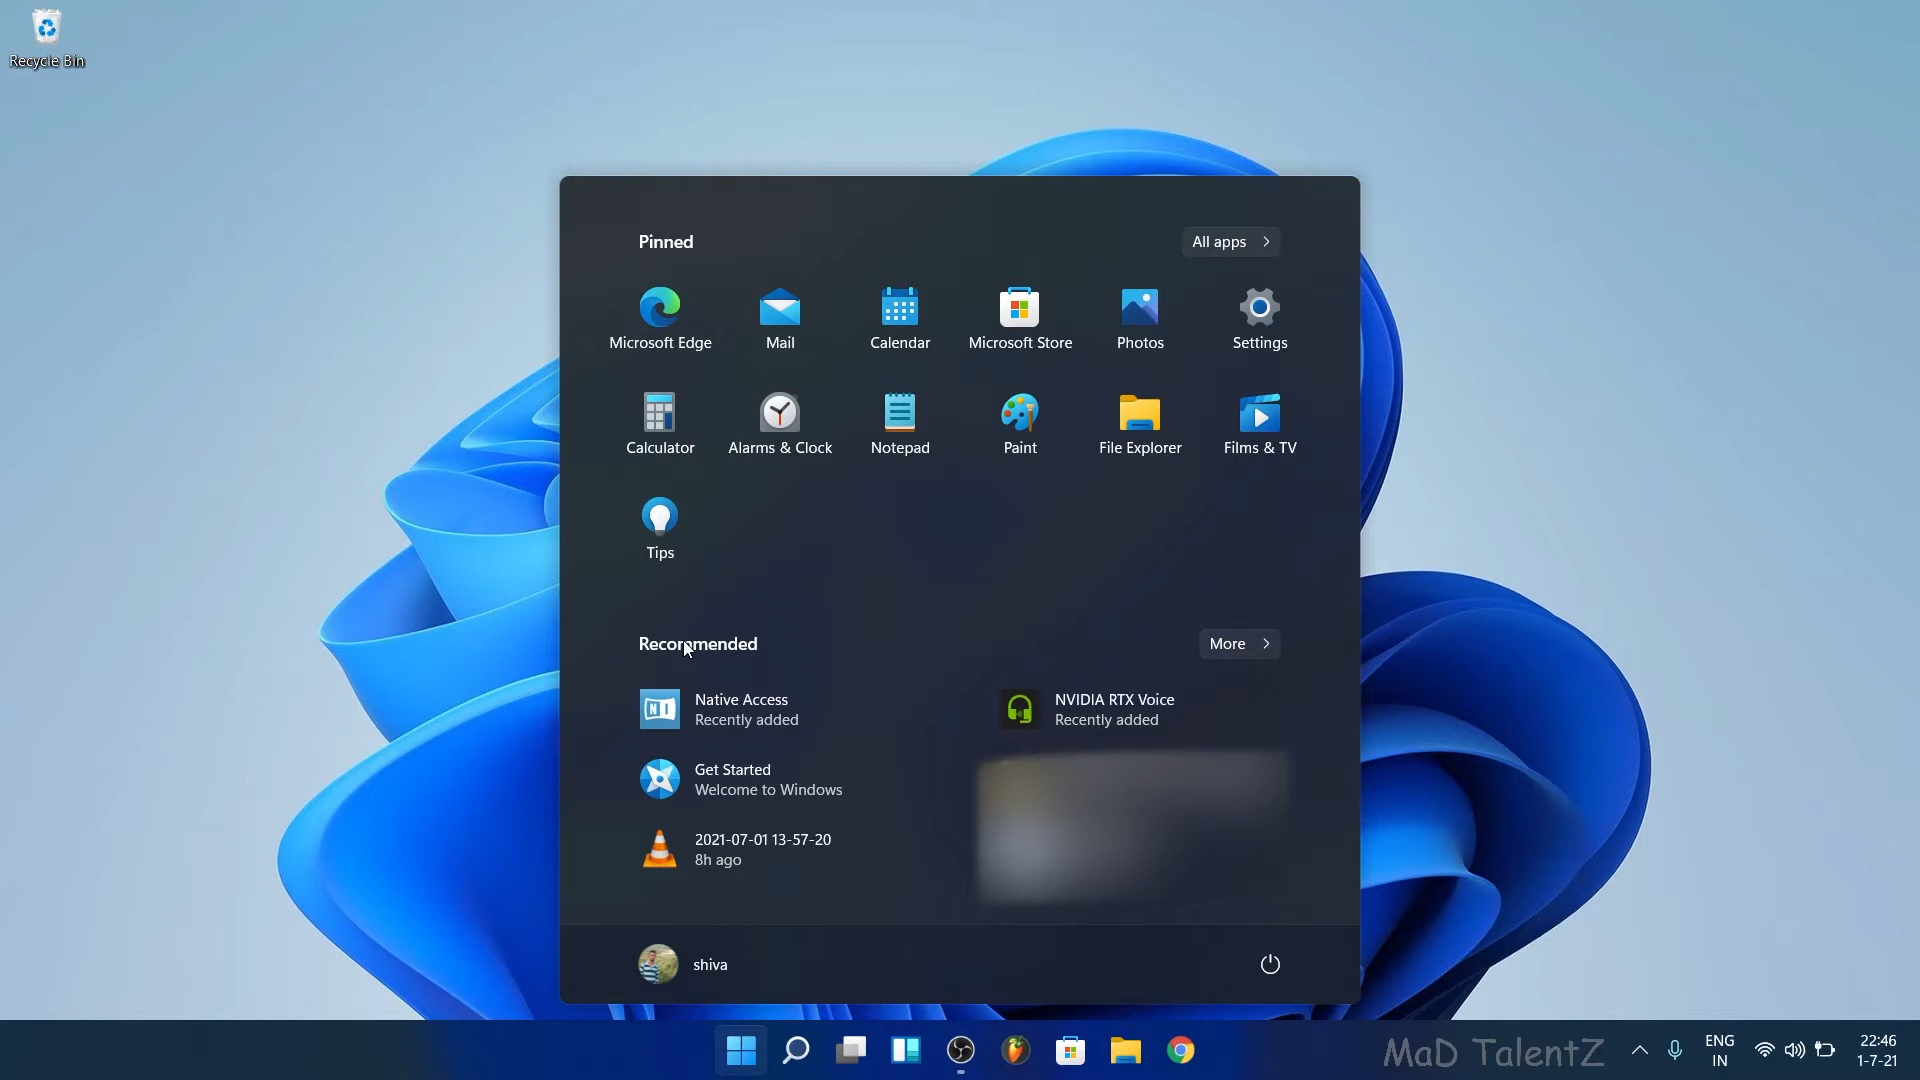 Recycle Bin
Pinned
All apps
Microsoft Edge
Mail
Calendar
Microsoft Store
Photos
Settings
Calculator
Alarms & Clock
Notepad
Paint
File Explorer
Films & TV
Tips
Recommended
More
Native Access
Recently added
NVIDIA RTX Voice
Recently added
Get Started
Welcome to Windows
2021-07-01 13-57-20
8h ago
shiva
MaD TalentZ
ENG
IN
22:46
1-7-21